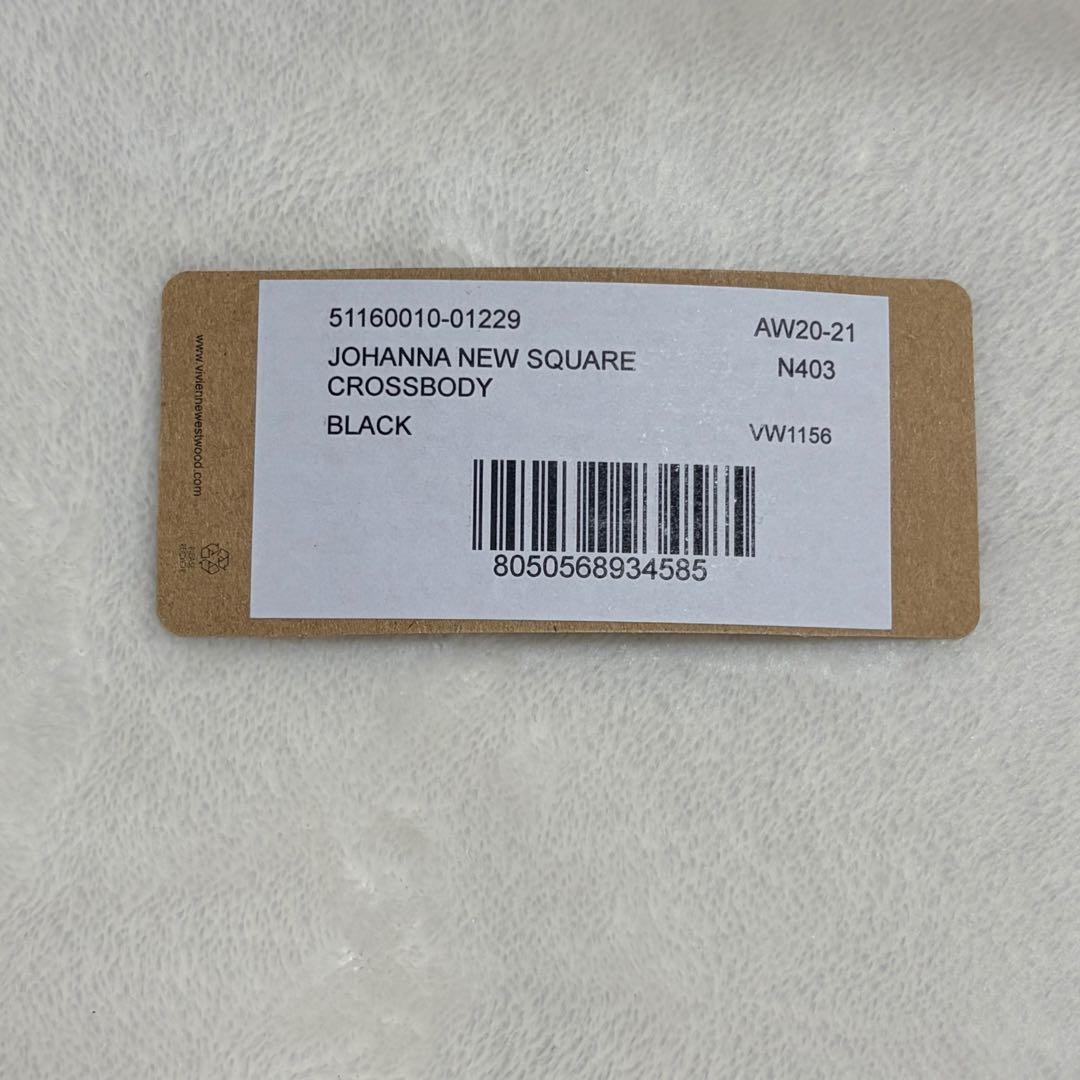 51160010-01229
AW20-21
JOHANNA NEW SQUARE
CROSSBODY
N403
BLACK
VW1156
8050568934585
www.viviennewestwood.com